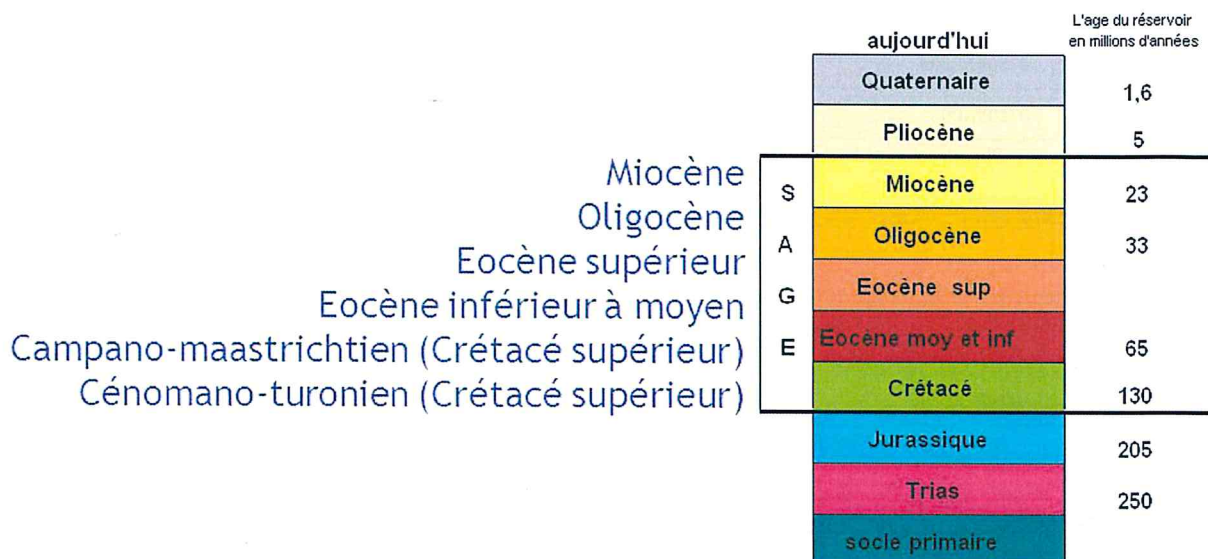 L'age du réservoir
en millions d'années
aujourd'hui
Quaternaire 1,6
Pliocène 5
Miocène S Miocène 23
Oligocène A Oligocène 33
Eocène supérieur G Eocène sup
Eocène inférieur à moyen E Eocène moy et inf 65
Campano-maastrichtien (Crétacé supérieur)
Cénomano-turonien (Crétacé supérieur) Crétacé 130
Jurassique 205
Trias 250
socle primaire